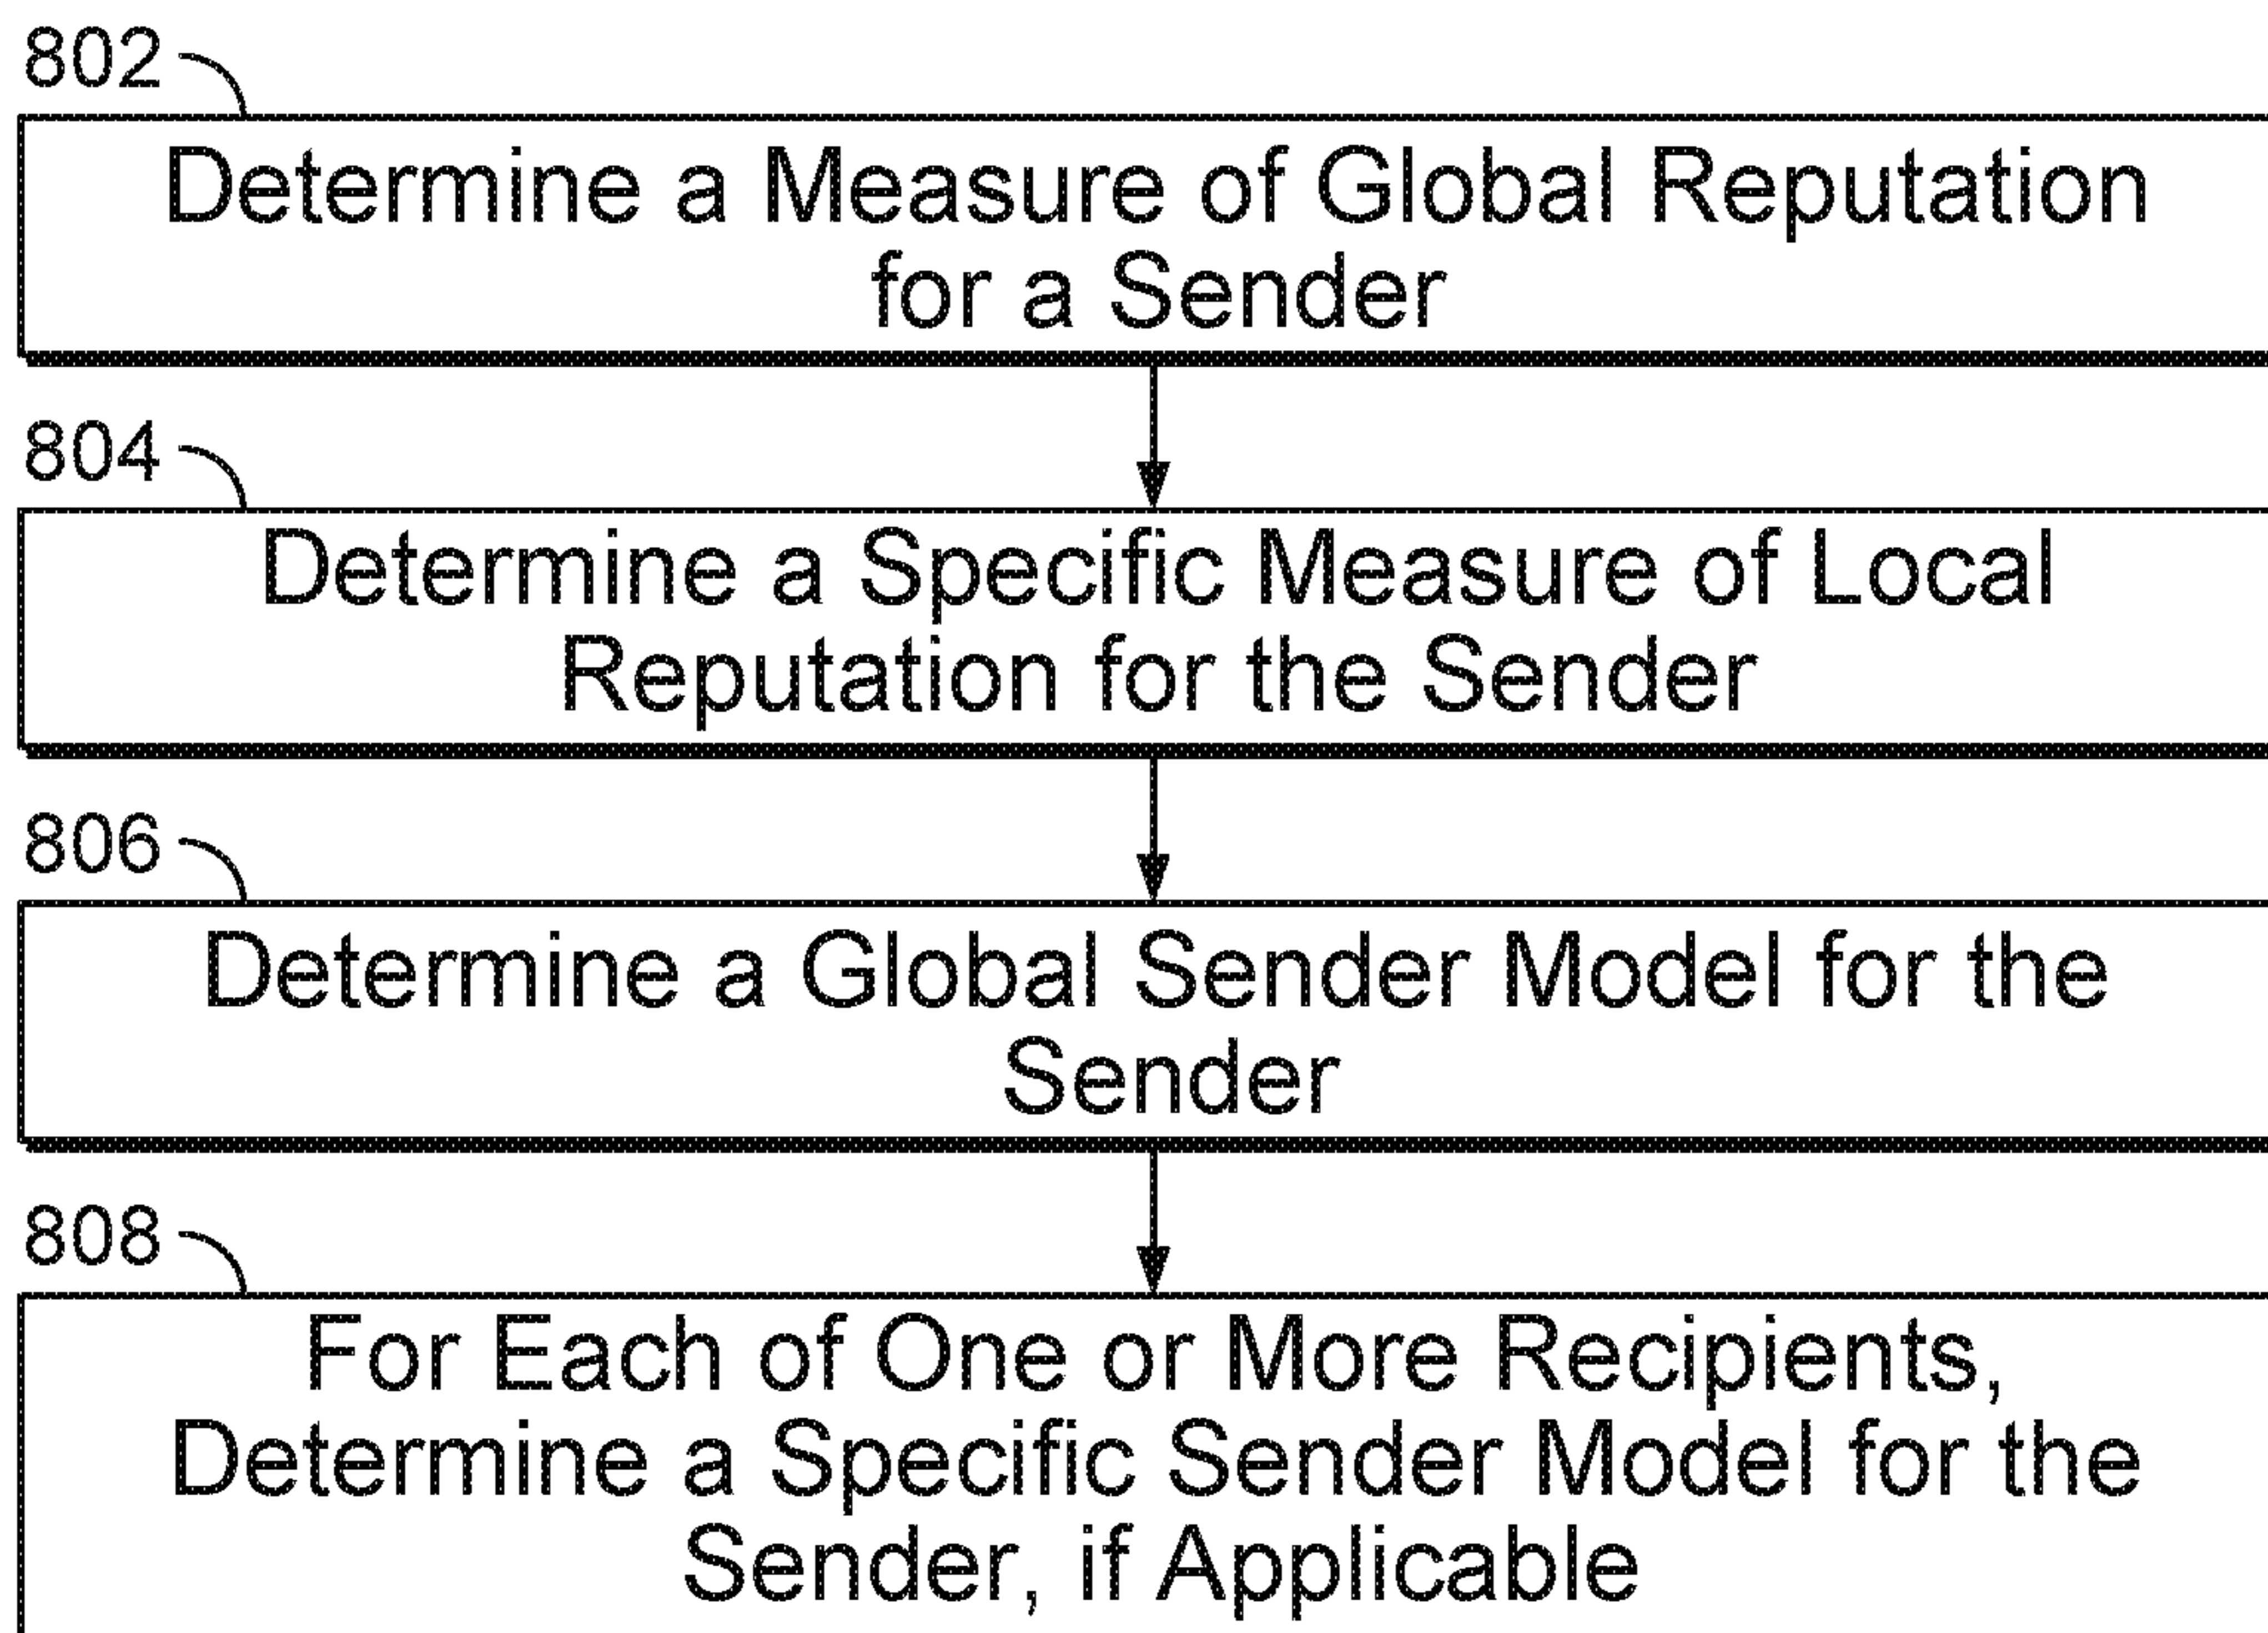 802
Determine a Measure of Global Reputation
for a Sender
804
Determine a Specific Measure of Local
Reputation for the Sender
806
Determine a Global Sender Model for the
Sender
808
For Each of One or More Recipients,
Determine a Specific Sender Model for the
Sender, if Applicable